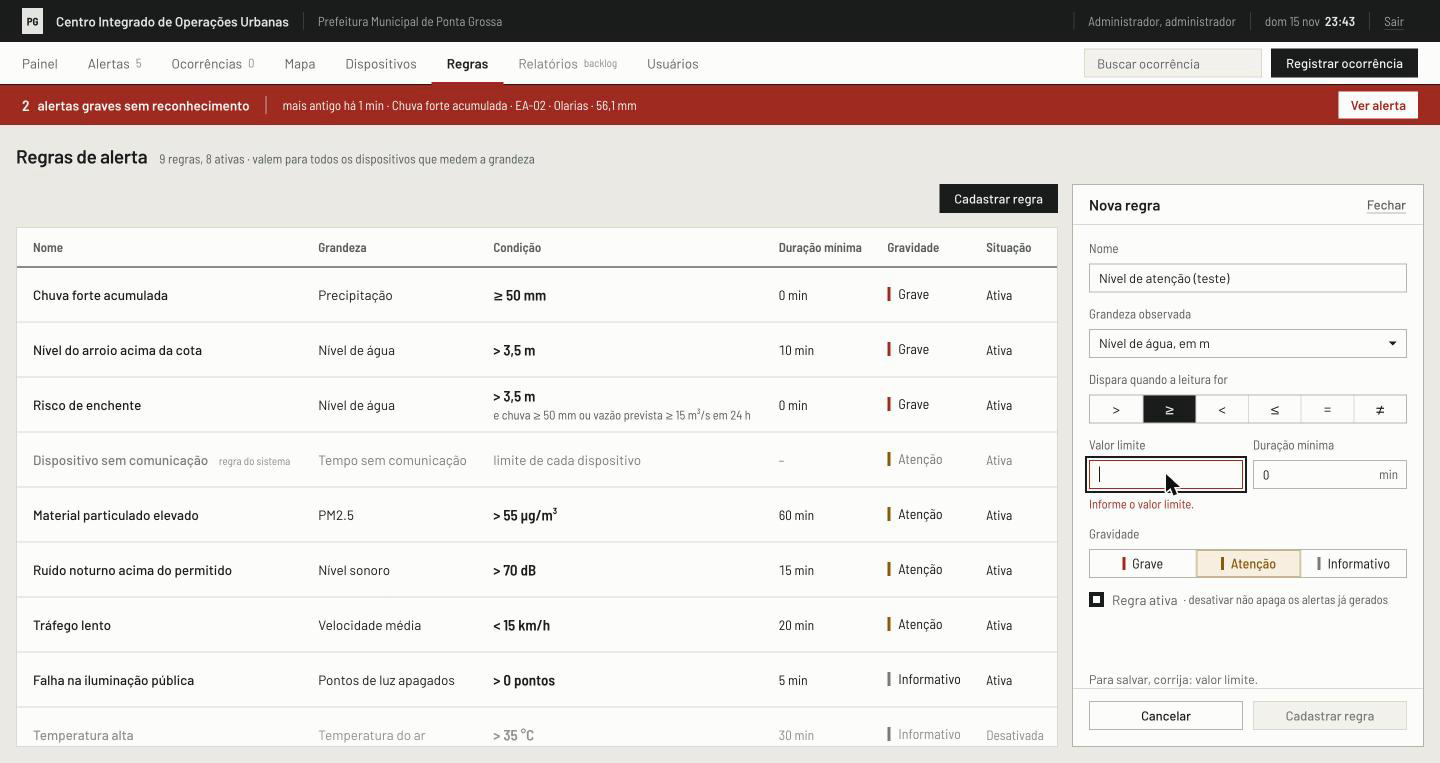 PG Centro Integrado de Operações Urbanas Prefeitura Municipal de Ponta Grossa Administrador, administrador dom 15 nov 23:43 Sair
Painel Alertas 5 Ocorrências 0 Mapa Dispositivos Regras Relatórios backlog Usuários Buscar ocorrência Registrar ocorrência
2 alertas graves sem reconhecimento mais antigo há 1 min · Chuva forte acumulada · EA-02 · Olarias · 56,1 mm Ver alerta
Regras de alerta 9 regras, 8 ativas · valem para todos os dispositivos que medem a grandeza
Cadastrar regra
Nome Grandeza Condição Duração mínima Gravidade Situação
Chuva forte acumulada Precipitação ≥ 50 mm 0 min Grave Ativa
Nível do arroio acima da cota Nível de água > 3,5 m 10 min Grave Ativa
Risco de enchente Nível de água > 3,5 m 0 min Grave Ativa
e chuva ≥ 50 mm ou vazão prevista ≥ 15 m³/s em 24 h
Dispositivo sem comunicação regra do sistema Tempo sem comunicação limite de cada dispositivo – Atenção Ativa
Material particulado elevado PM2.5 > 55 µg/m³ 60 min Atenção Ativa
Ruído noturno acima do permitido Nível sonoro > 70 dB 15 min Atenção Ativa
Tráfego lento Velocidade média < 15 km/h 20 min Atenção Ativa
Falha na iluminação pública Pontos de luz apagados > 0 pontos 5 min Informativo Ativa
Temperatura alta Temperatura do ar > 35 °C 30 min Informativo Desativada
Nova regra Fechar
Nome
Nível de atenção (teste)
Grandeza observada
Nível de água, em m
Dispara quando a leitura for
> ≥ < ≤ = ≠
Valor limite Duração mínima
0 min
Informe o valor limite.
Gravidade
Grave Atenção Informativo
Regra ativa · desativar não apaga os alertas já gerados
Para salvar, corrija: valor limite.
Cancelar Cadastrar regra